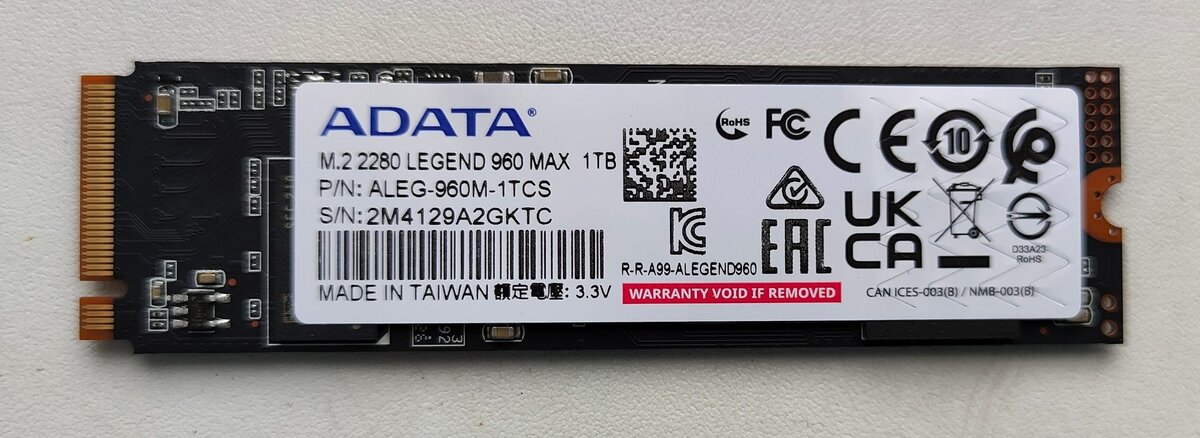 ADATA®
M.2 2280 LEGEND 960 MAX 1TB
P/N: ALEG-960M-1TCS
S/N: 2M4129A2GKTC
MADE IN TAIWAN 額定電壓: 3.3V
R-R-A99-ALEGEND960
WARRANTY VOID IF REMOVED
RoHS
FC
CE
10
UK
CA
EAC
D33A23
RoHS
CAN ICES-003(B) / NMB-003(B)